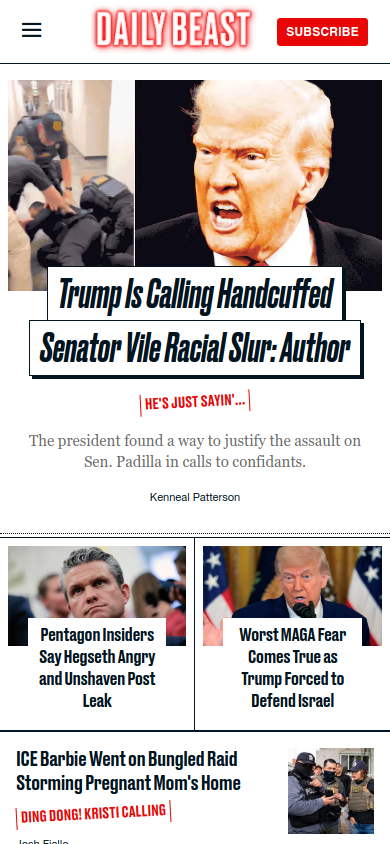 DAILY BEAST
SUBSCRIBE
Trump Is Calling Handcuffed
Senator Vile Racial Slur: Author
HE'S JUST SAYIN'...
The president found a way to justify the assault on
Sen. Padilla in calls to confidants.
Kenneal Patterson
Pentagon Insiders
Say Hegseth Angry
and Unshaven Post
Leak
Worst MAGA Fear
Comes True as
Trump Forced to
Defend Israel
ICE Barbie Went on Bungled Raid
Storming Pregnant Mom's Home
DING DONG! KRISTI CALLING